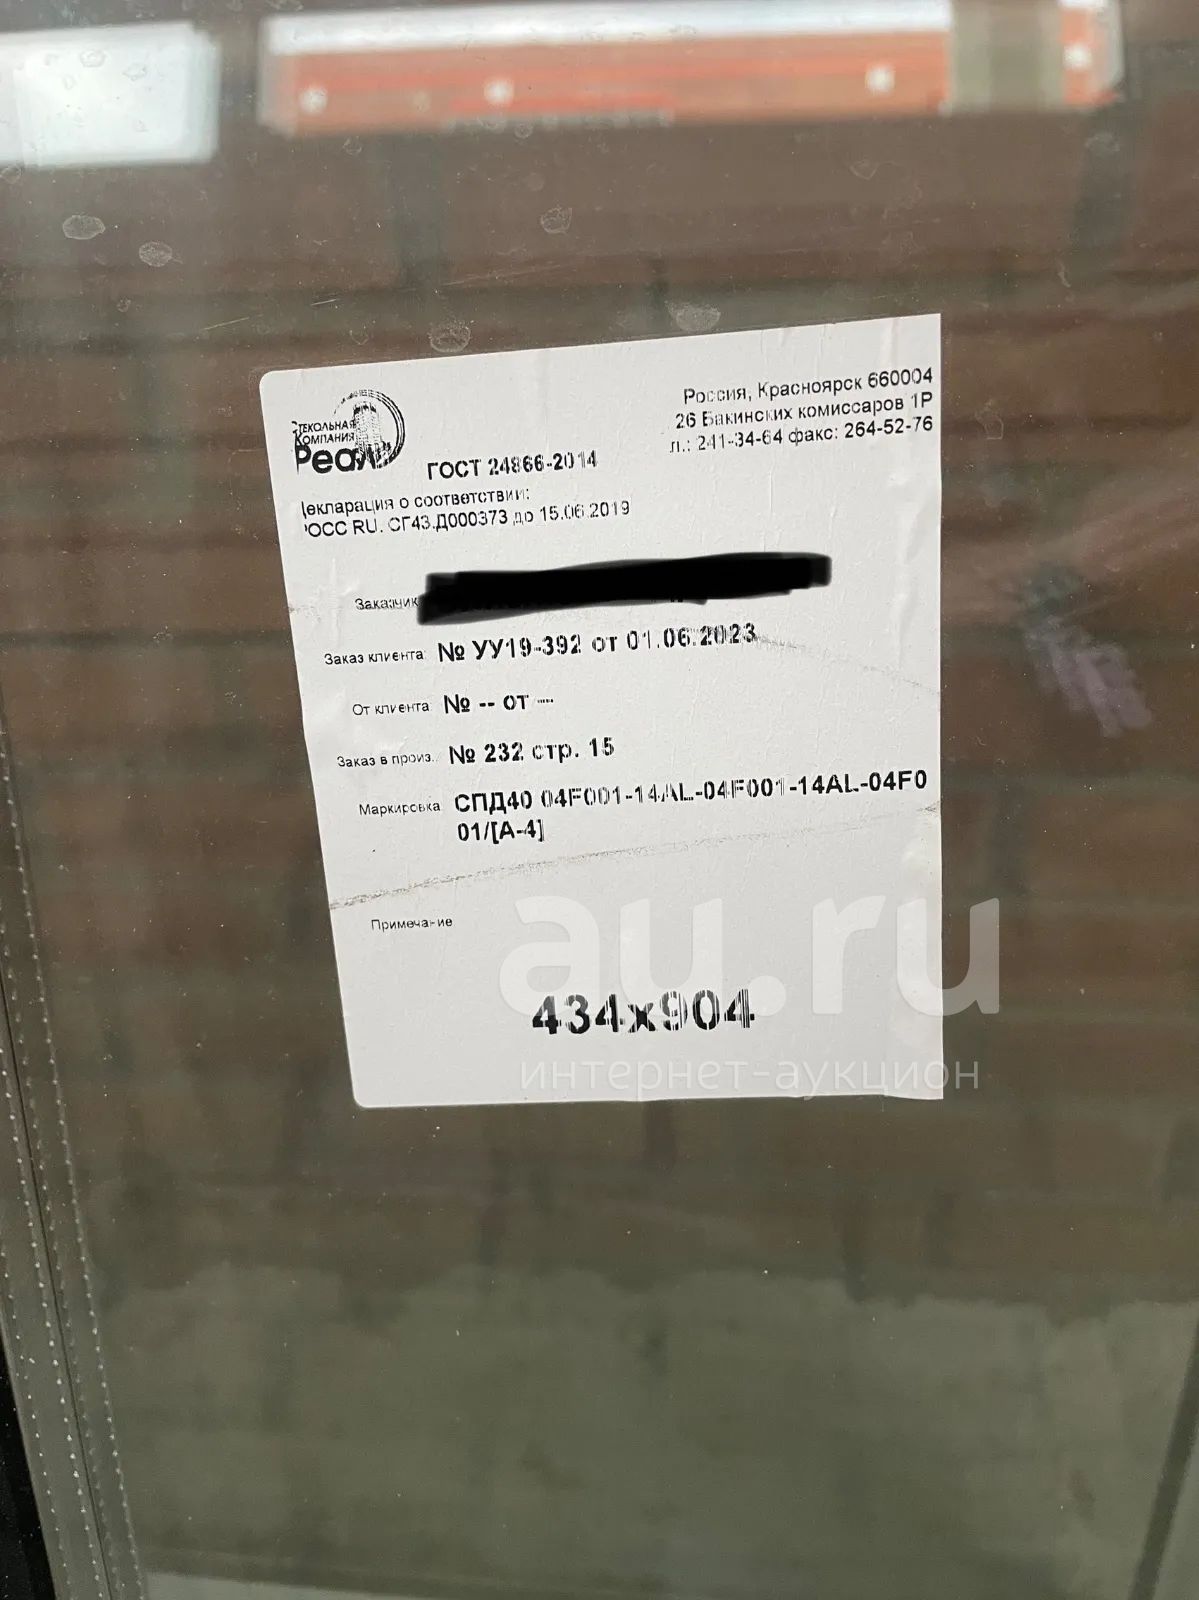 СТЕКОЛЬНАЯ
КОМПАНИЯ
Реал
ГОСТ 24866-2014
Россия, Красноярск 660004
26 Бакинских комиссаров 1Р
л.: 241-34-64 факс: 264-52-76
Декларация о соответствии:
РОСС RU. СГ43.Д000373 до 15.06.2019
Заказчик
Заказ клиента: № УУ19-392 от 01.06.2023
От клиента № -- от --
Заказ в произ.. № 232 стр. 15
Маркировка СПД40 04F001-14AL-04F001-14AL-04F0
01/[А-4]
Примечание
434x904
au.ru
интернет-аукцион